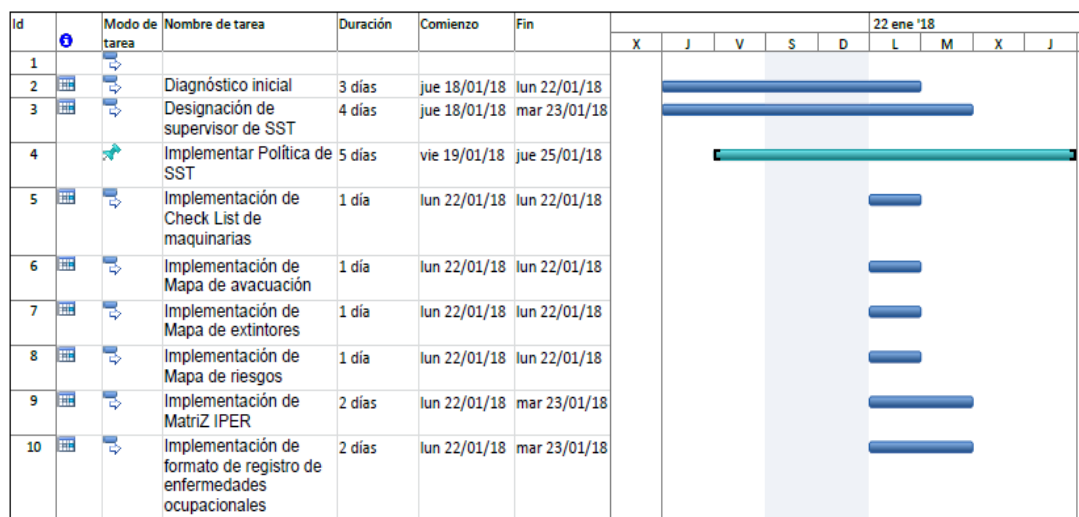 Id Modo de tarea Nombre de tarea Duración Comienzo Fin
22 ene '18
X J V S D L M X J
1
2 Diagnóstico inicial 3 días jue 18/01/18 lun 22/01/18
3 Designación de supervisor de SST 4 días jue 18/01/18 mar 23/01/18
4 Implementar Política de SST 5 días vie 19/01/18 jue 25/01/18
5 Implementación de Check List de maquinarias 1 día lun 22/01/18 lun 22/01/18
6 Implementación de Mapa de avacuación 1 día lun 22/01/18 lun 22/01/18
7 Implementación de Mapa de extintores 1 día lun 22/01/18 lun 22/01/18
8 Implementación de Mapa de riesgos 1 día lun 22/01/18 lun 22/01/18
9 Implementación de MatriZ IPER 2 días lun 22/01/18 mar 23/01/18
10 Implementación de formato de registro de enfermedades ocupacionales 2 días lun 22/01/18 mar 23/01/18